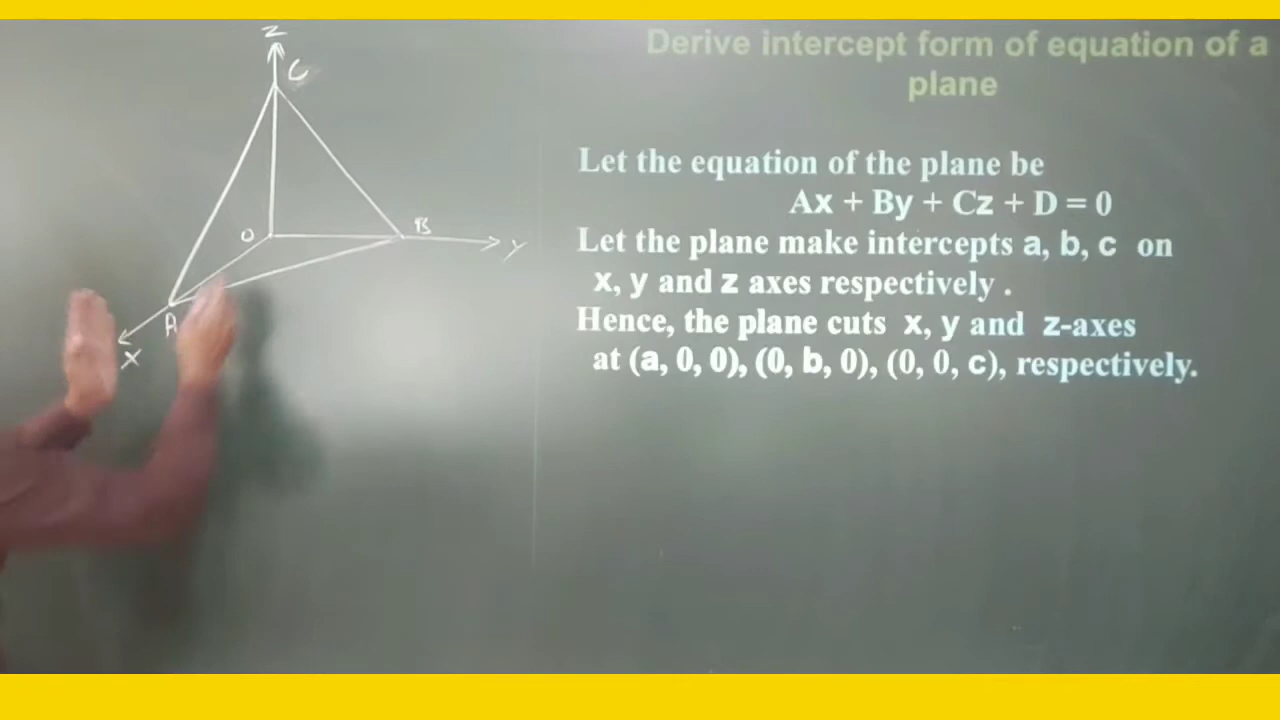 Derive intercept form of equation of a
plane
Let the equation of the plane be
Ax + By + Cz + D = 0
Let the plane make intercepts a, b, c on
x, y and z axes respectively .
Hence, the plane cuts x, y and z-axes
at (a, 0, 0), (0, b, 0), (0, 0, c), respectively.
Z
C
O
B
Y
A
X